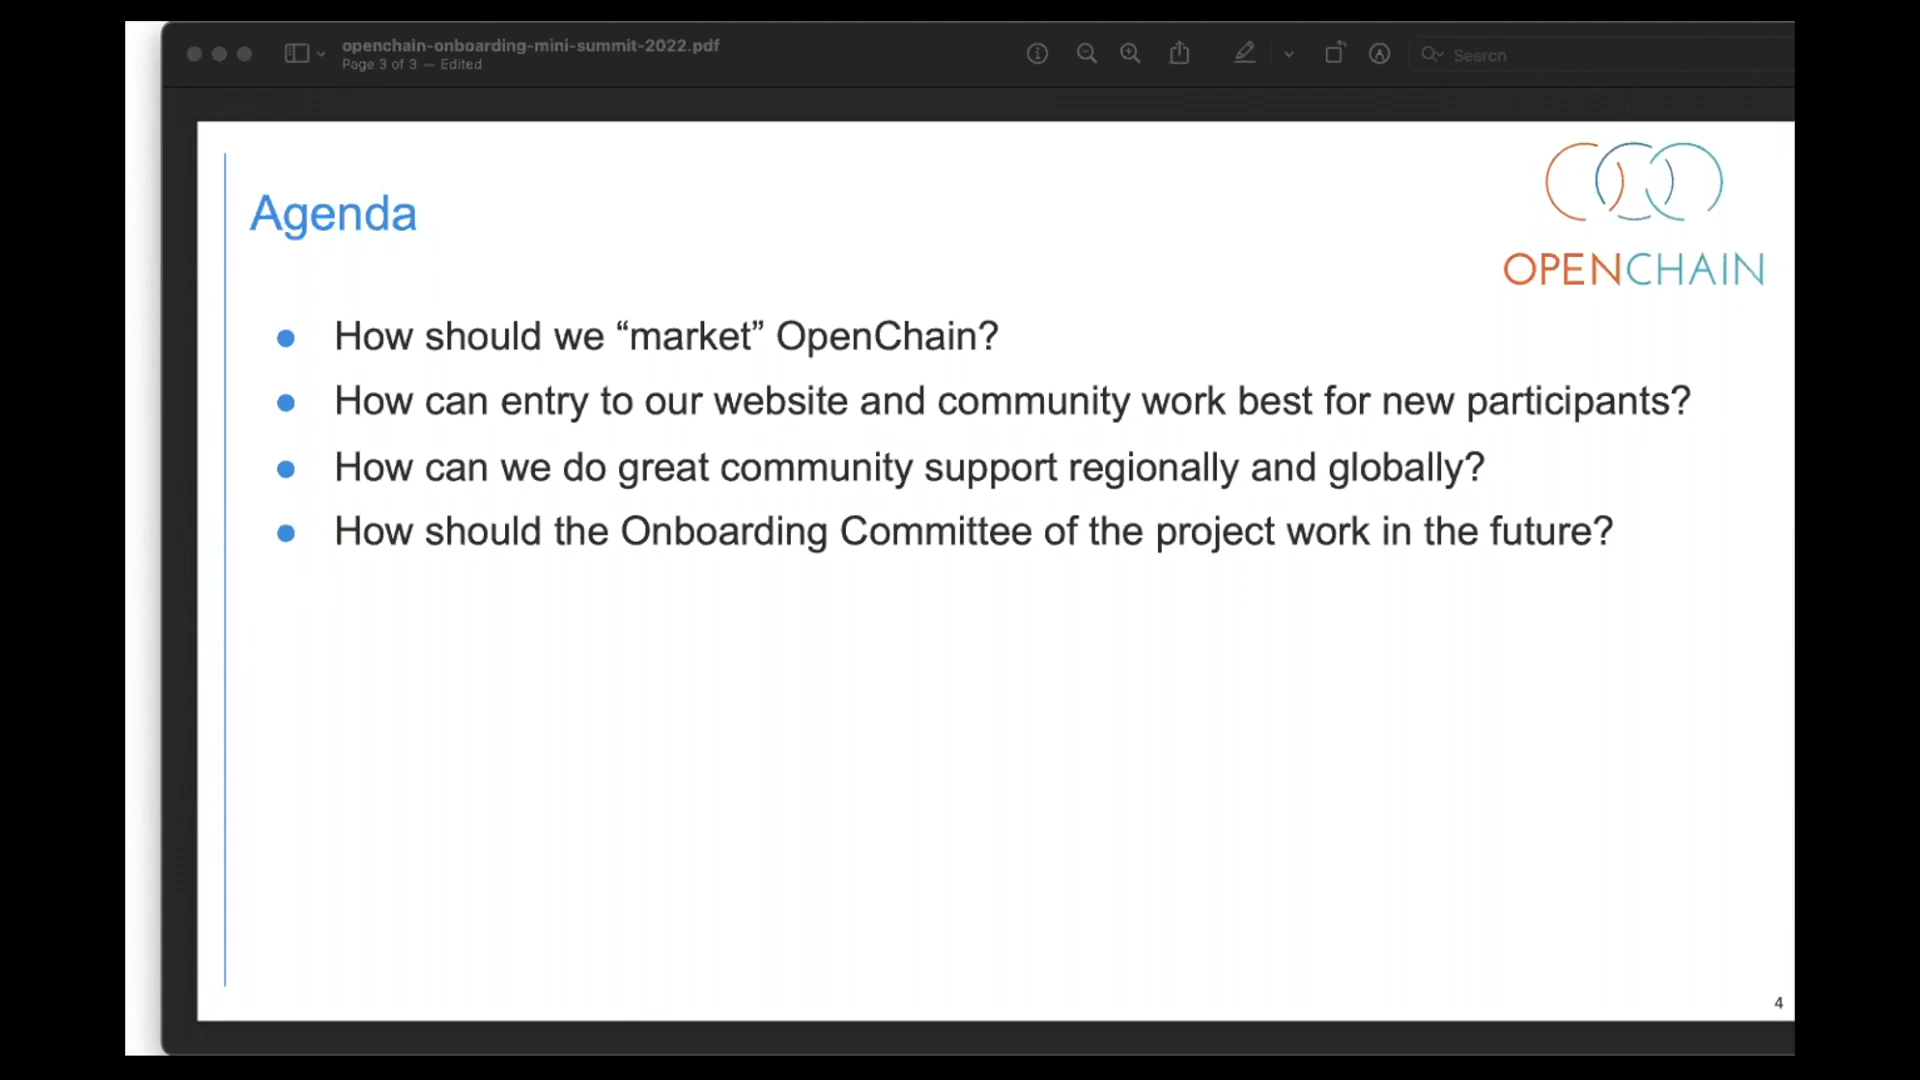 openchain-onboarding-mini-summit-2022.pdf
Page 3 of 3 — Edited
Search
Agenda
OPENCHAIN
How should we “market” OpenChain?
How can entry to our website and community work best for new participants?
How can we do great community support regionally and globally?
How should the Onboarding Committee of the project work in the future?
4